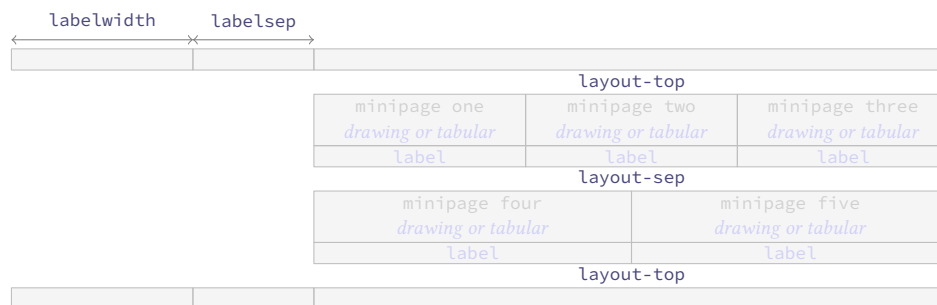 labelwidth labelsep
layout-top
minipage one minipage two minipage three
drawing or tabular drawing or tabular drawing or tabular
label label label
layout-sep
minipage four minipage five
drawing or tabular drawing or tabular
label label
layout-top